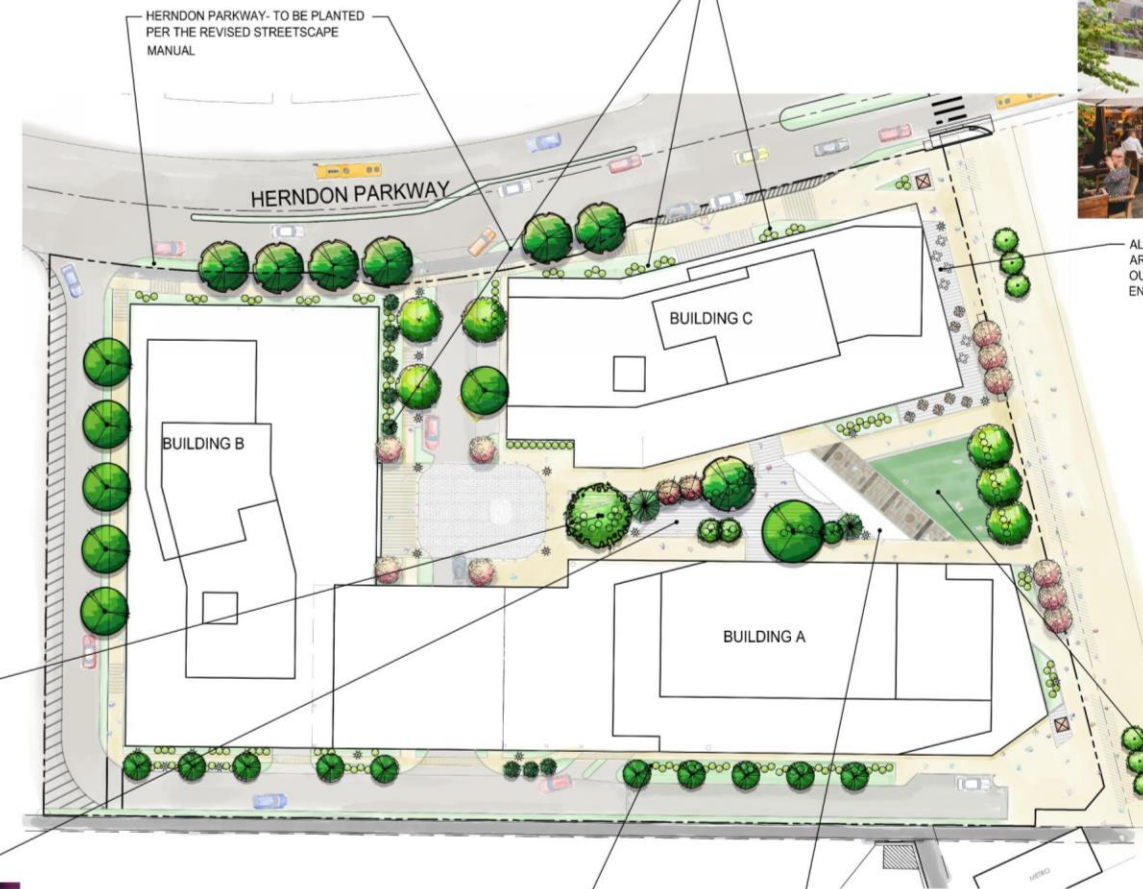 HERNDON PARKWAY- TO BE PLANTED
PER THE REVISED STREETSCAPE
MANUAL
HERNDON PARKWAY
AL
AR
OU
EN
BUILDING C
BUILDING B
BUILDING A
METRO